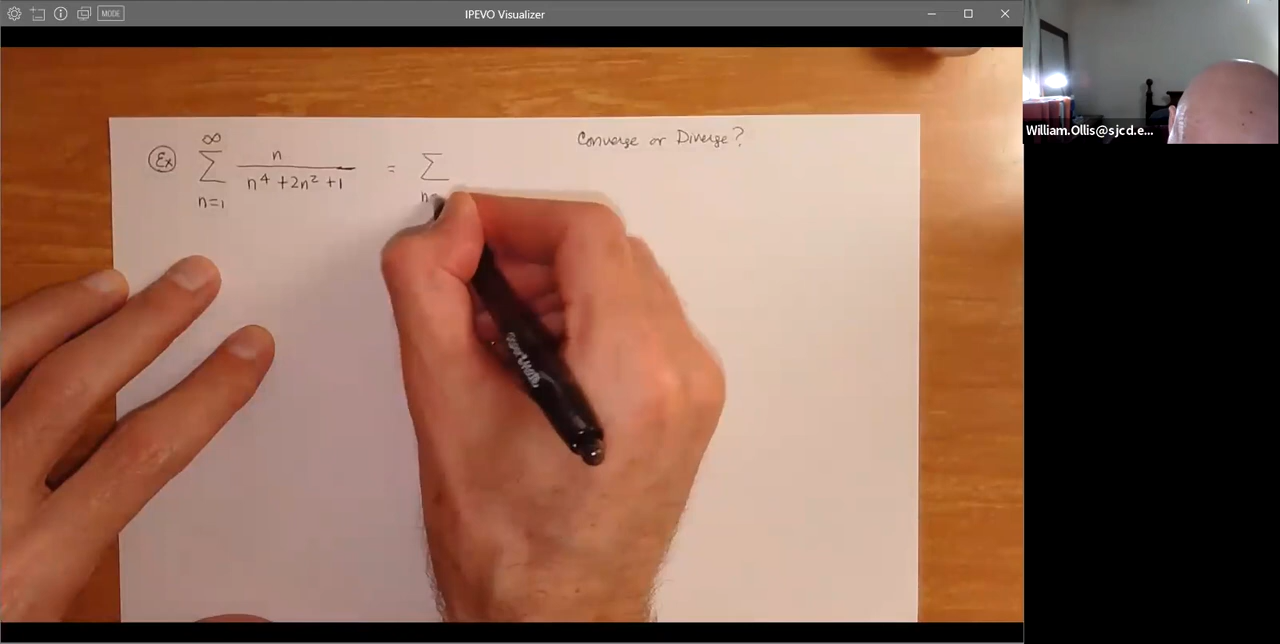 MODE
IPEVO Visualizer
William.Ollis@sjcd.e...
Converge or Diverge?
Ex ∞ Σ n=1 n / n⁴ + 2n² + 1 = Σ n